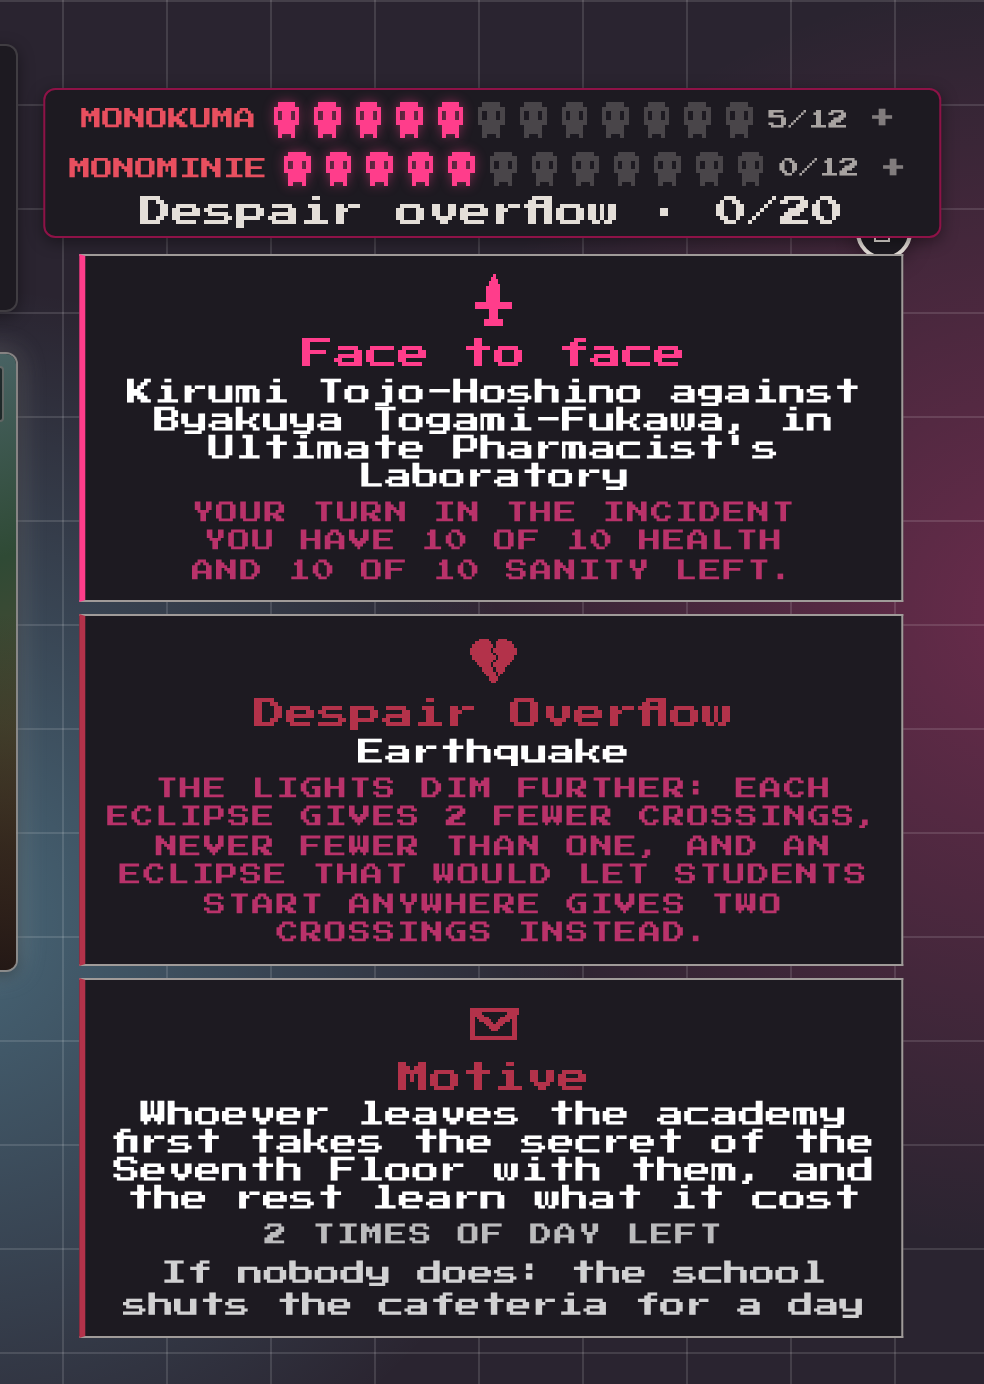 MONOKUMA 5/12 +
MONOMINIE 0/12 +
Despair overflow · 0/20
Face to face
Kirumi Tojo-Hoshino against
Byakuya Togami-Fukawa, in
Ultimate Pharmacist's
Laboratory
YOUR TURN IN THE INCIDENT
YOU HAVE 10 OF 10 HEALTH
AND 10 OF 10 SANITY LEFT.
Despair Overflow
Earthquake
THE LIGHTS DIM FURTHER: EACH
ECLIPSE GIVES 2 FEWER CROSSINGS,
NEVER FEWER THAN ONE, AND AN
ECLIPSE THAT WOULD LET STUDENTS
START ANYWHERE GIVES TWO
CROSSINGS INSTEAD.
Motive
Whoever leaves the academy
first takes the secret of the
Seventh Floor with them, and
the rest learn what it cost
2 TIMES OF DAY LEFT
If nobody does: the school
shuts the cafeteria for a day